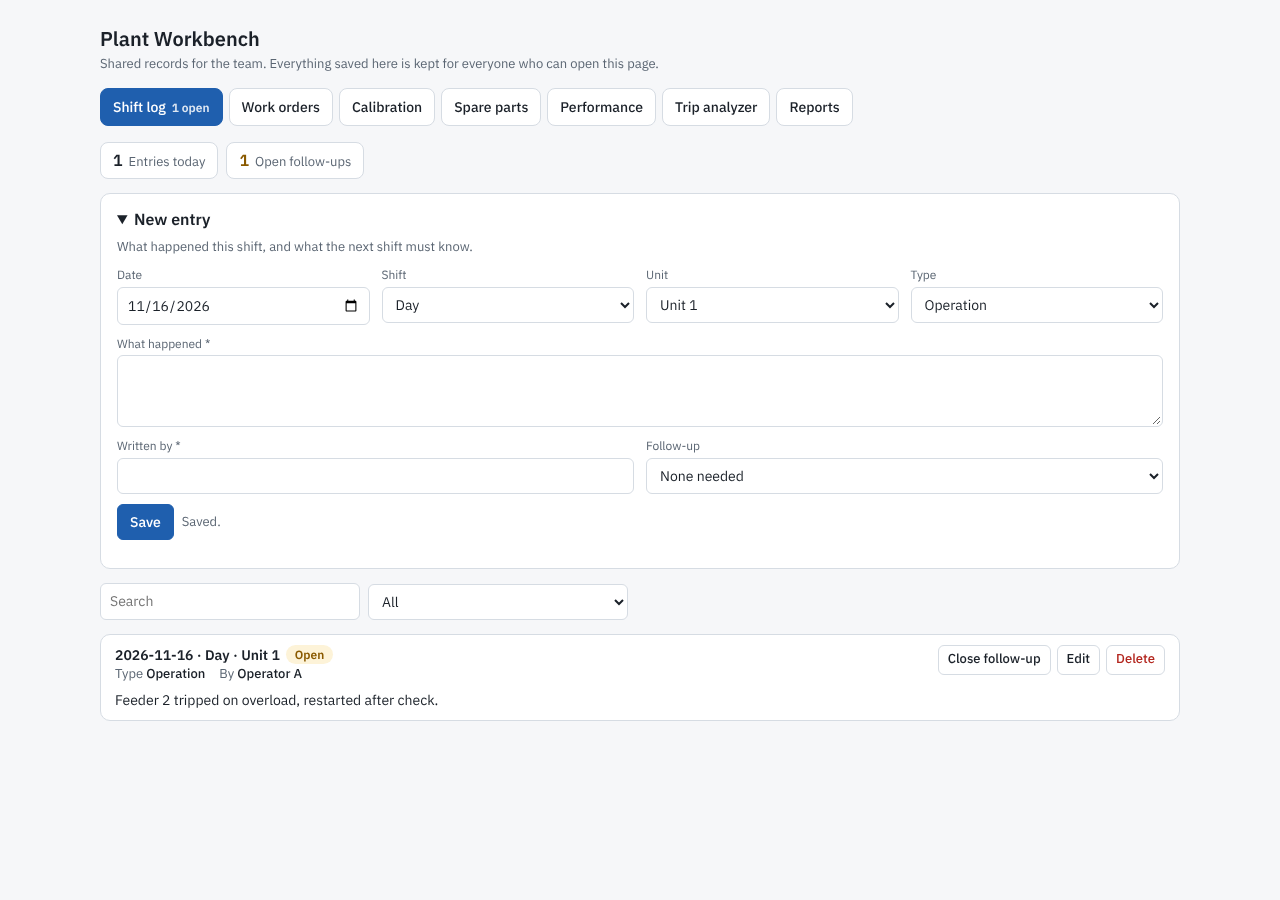 Plant Workbench
Shared records for the team. Everything saved here is kept for everyone who can open this page.
Shift log 1 open Work orders Calibration Spare parts Performance Trip analyzer Reports
1 Entries today 1 Open follow-ups
▼ New entry
What happened this shift, and what the next shift must know.
Date Shift Unit Type
11/16/2026 Day Unit 1 Operation
What happened *
Written by * Follow-up
None needed
Save Saved.
Search All
2026-11-16 · Day · Unit 1 Open Close follow-up Edit Delete
Type Operation By Operator A
Feeder 2 tripped on overload, restarted after check.